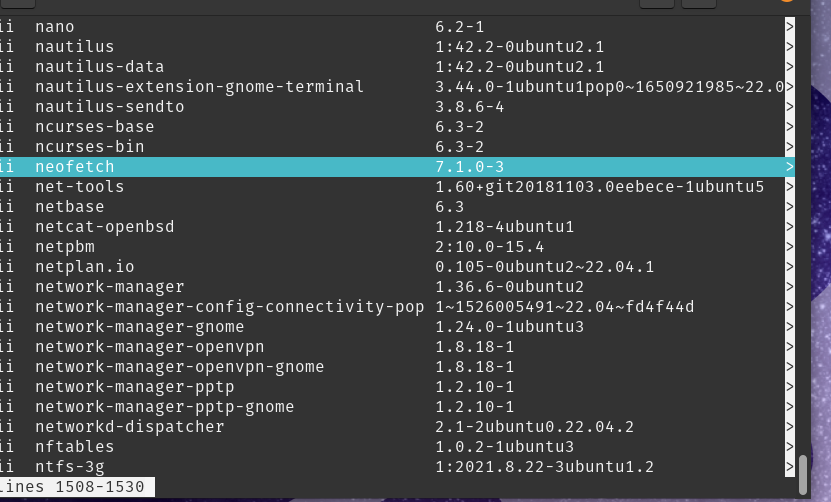 ii nano 6.2-1 >
ii nautilus 1:42.2-0ubuntu2.1 >
ii nautilus-data 1:42.2-0ubuntu2.1 >
ii nautilus-extension-gnome-terminal 3.44.0-1ubuntu1pop0~1650921985~22.0>
ii nautilus-sendto 3.8.6-4 >
ii ncurses-base 6.3-2 >
ii ncurses-bin 6.3-2 >
ii neofetch 7.1.0-3 >
ii net-tools 1.60+git20181103.0eebece-1ubuntu5 >
ii netbase 6.3 >
ii netcat-openbsd 1.218-4ubuntu1 >
ii netpbm 2:10.0-15.4 >
ii netplan.io 0.105-0ubuntu2~22.04.1 >
ii network-manager 1.36.6-0ubuntu2 >
ii network-manager-config-connectivity-pop 1~1526005491~22.04~fd4f44d >
ii network-manager-gnome 1.24.0-1ubuntu3 >
ii network-manager-openvpn 1.8.18-1 >
ii network-manager-openvpn-gnome 1.8.18-1 >
ii network-manager-pptp 1.2.10-1 >
ii network-manager-pptp-gnome 1.2.10-1 >
ii networkd-dispatcher 2.1-2ubuntu0.22.04.2 >
ii nftables 1.0.2-1ubuntu3 >
ii ntfs-3g 1:2021.8.22-3ubuntu1.2 >
lines 1508-1530